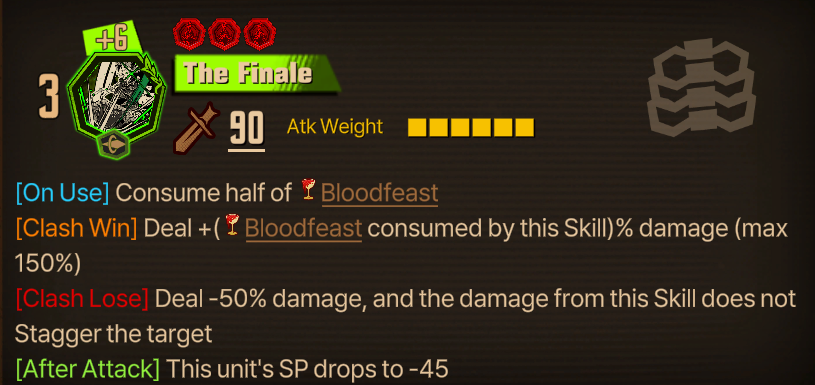 +6
3
The Finale
90 Atk Weight
[On Use] Consume half of Bloodfeast
[Clash Win] Deal +( Bloodfeast consumed by this Skill)% damage (max
150%)
[Clash Lose] Deal -50% damage, and the damage from this Skill does not
Stagger the target
[After Attack] This unit's SP drops to -45